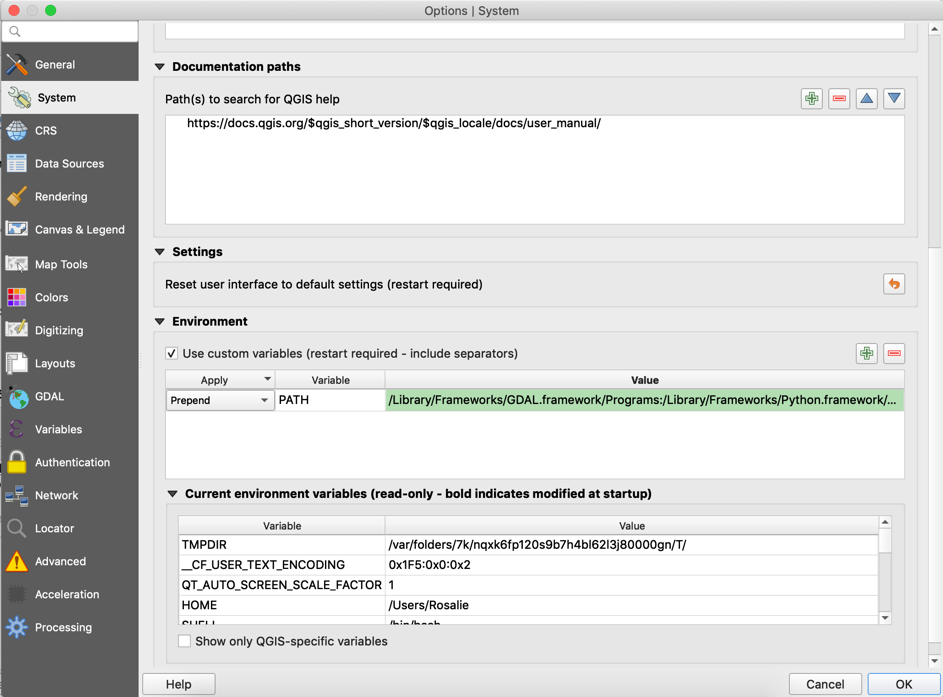 Options | System
General
System
CRS
Data Sources
Rendering
Canvas & Legend
Map Tools
Colors
Digitizing
Layouts
GDAL
Variables
Authentication
Network
Locator
Advanced
Acceleration
Processing
Documentation paths
Path(s) to search for QGIS help
https://docs.qgis.org/$qgis_short_version/$qgis_locale/docs/user_manual/
Settings
Reset user interface to default settings (restart required)
Environment
Use custom variables (restart required - include separators)
Apply Variable Value
Prepend PATH /Library/Frameworks/GDAL.framework/Programs:/Library/Frameworks/Python.framework/...
Current environment variables (read-only - bold indicates modified at startup)
Variable Value
TMPDIR /var/folders/7k/nqxk6fp120s9b7h4bl62l3j80000gn/T/
__CF_USER_TEXT_ENCODING 0x1F5:0x0:0x2
QT_AUTO_SCREEN_SCALE_FACTOR 1
HOME /Users/Rosalie
SHELL /bin/bash
Show only QGIS-specific variables
Help Cancel OK